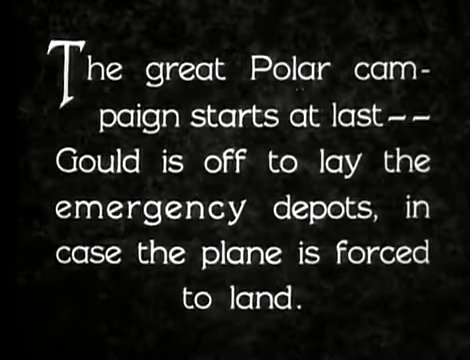 The great Polar cam-
paign starts at last--
Gould is off to lay the
emergency depots, in
case the plane is forced
to land.